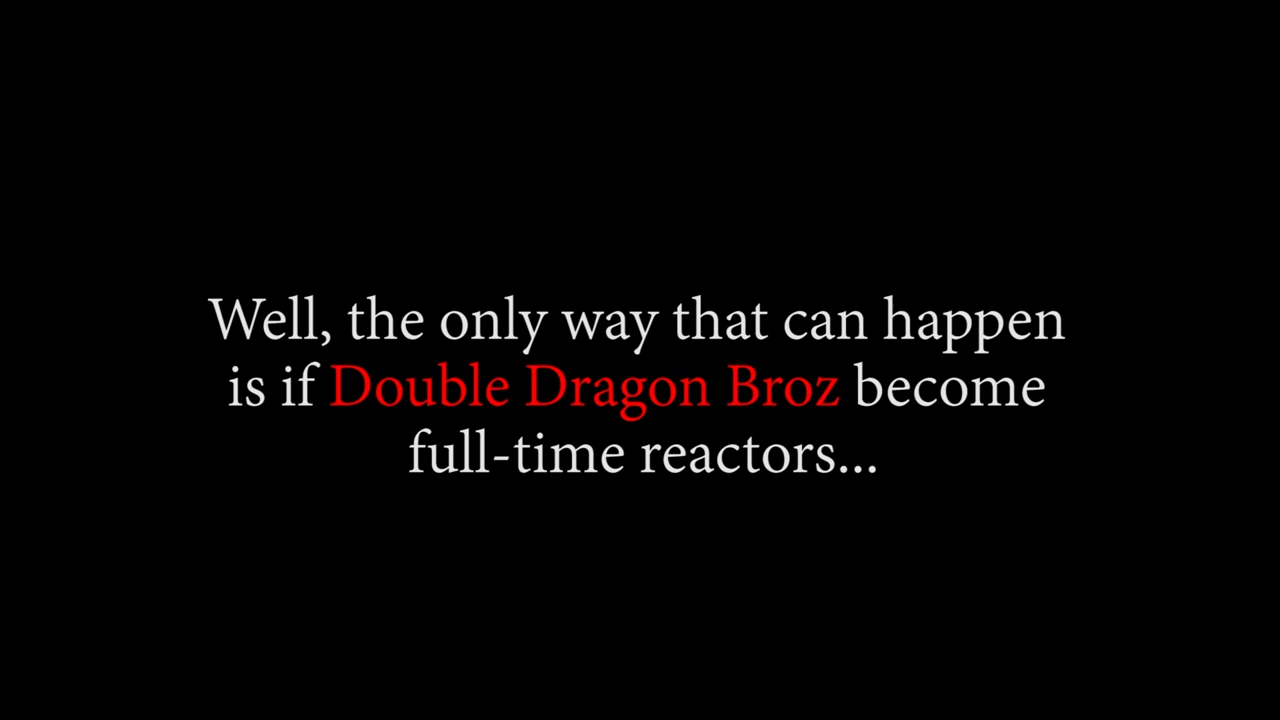 Well, the only way that can happen
is if Double Dragon Broz become
full-time reactors...